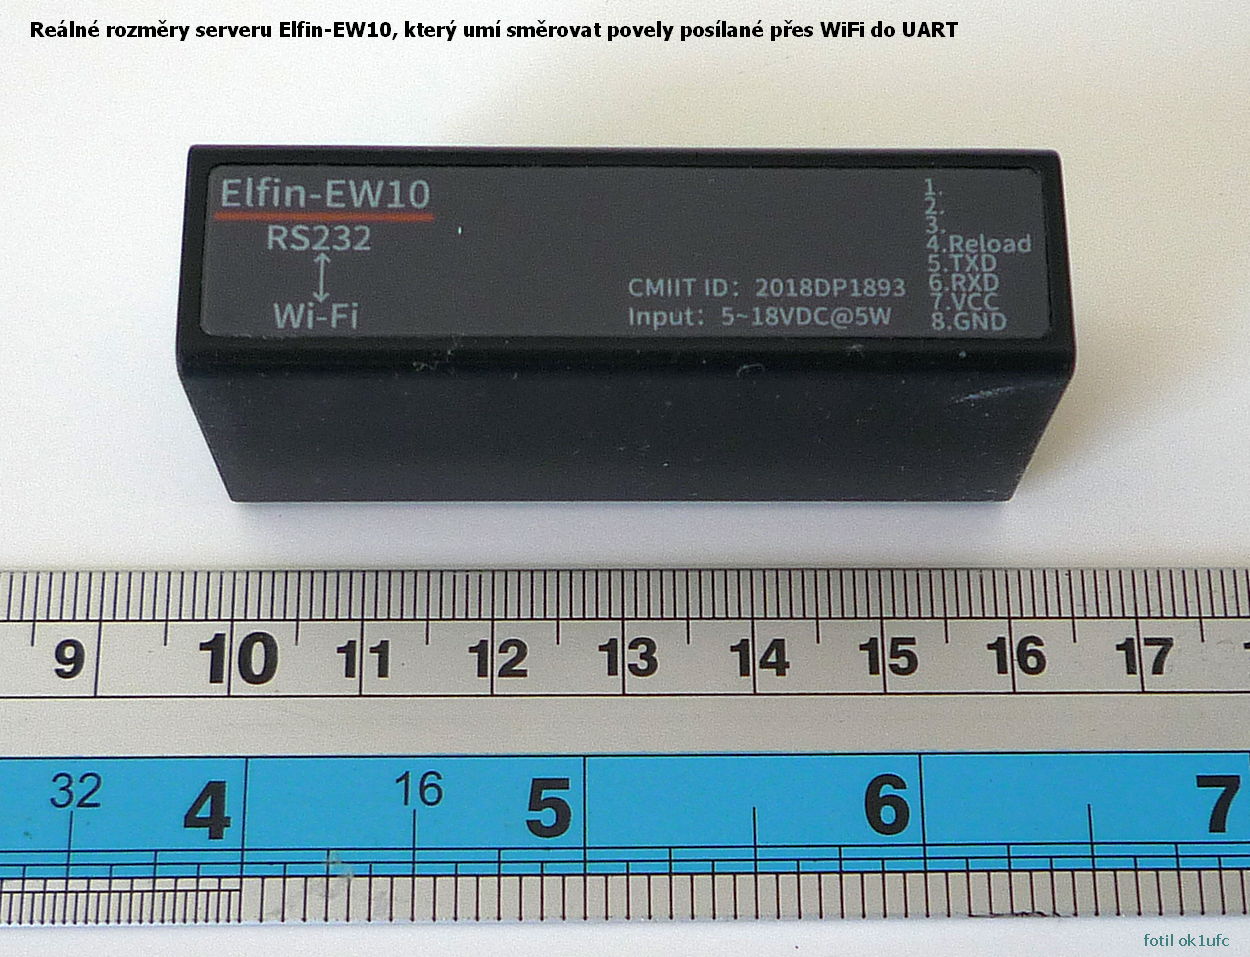 Reálné rozměry serveru Elfin-EW10, který umí směrovat povely posílané přes WiFi do UART
Elfin-EW10
RS232
Wi-Fi
CMIIT ID: 2018DP1893
Input: 5~18VDC@5W
1.
2.
3.
4.Reload
5.TXD
6.RXD
7.VCC
8.GND
9 10 11 12 13 14 15 16 17
32 4 16 5 6 7
fotil ok1ufc